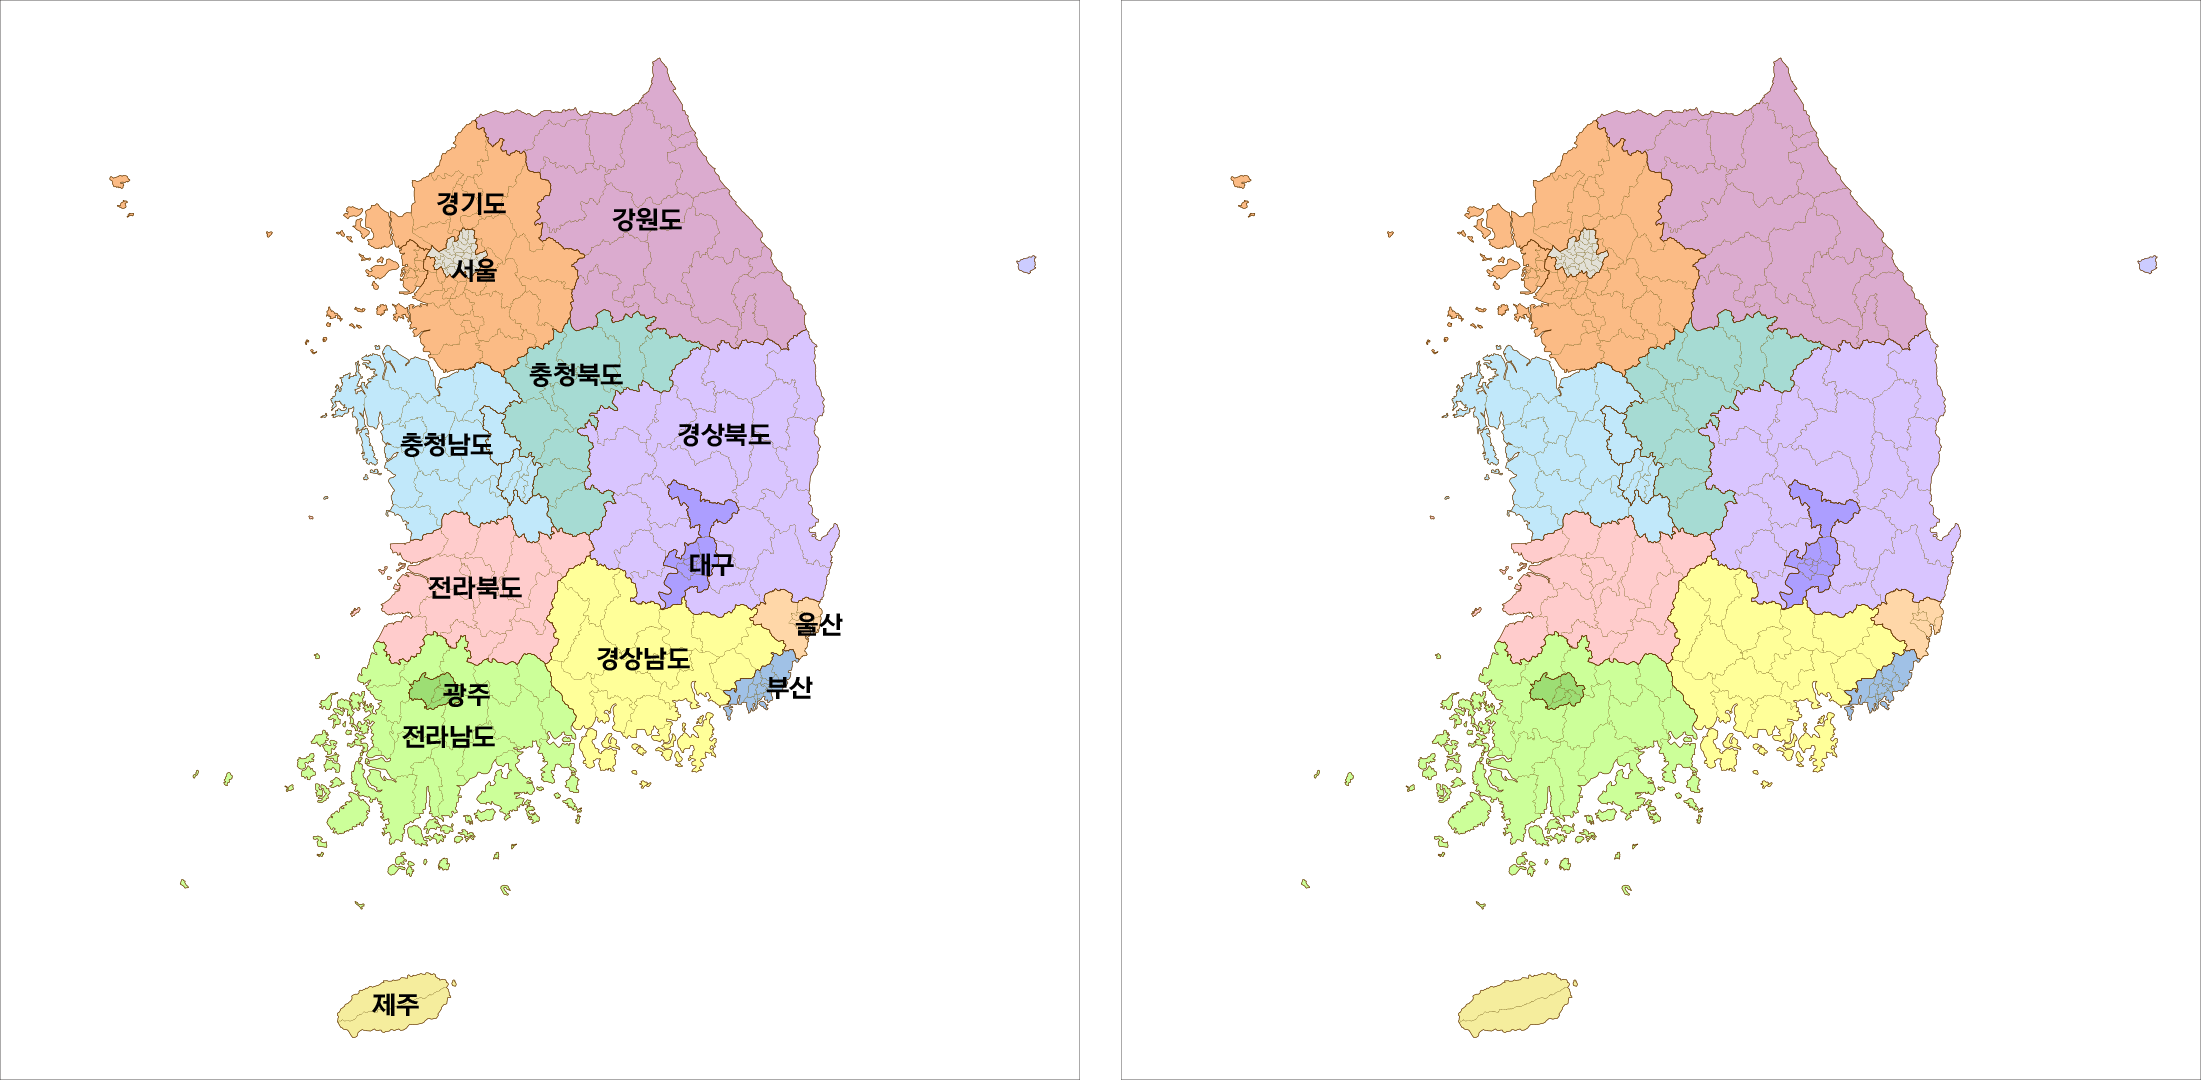 경기도
강원도
서울
충청북도
경상북도
충청남도
대구
전라북도
울산
경상남도
부산
광주
전라남도
제주